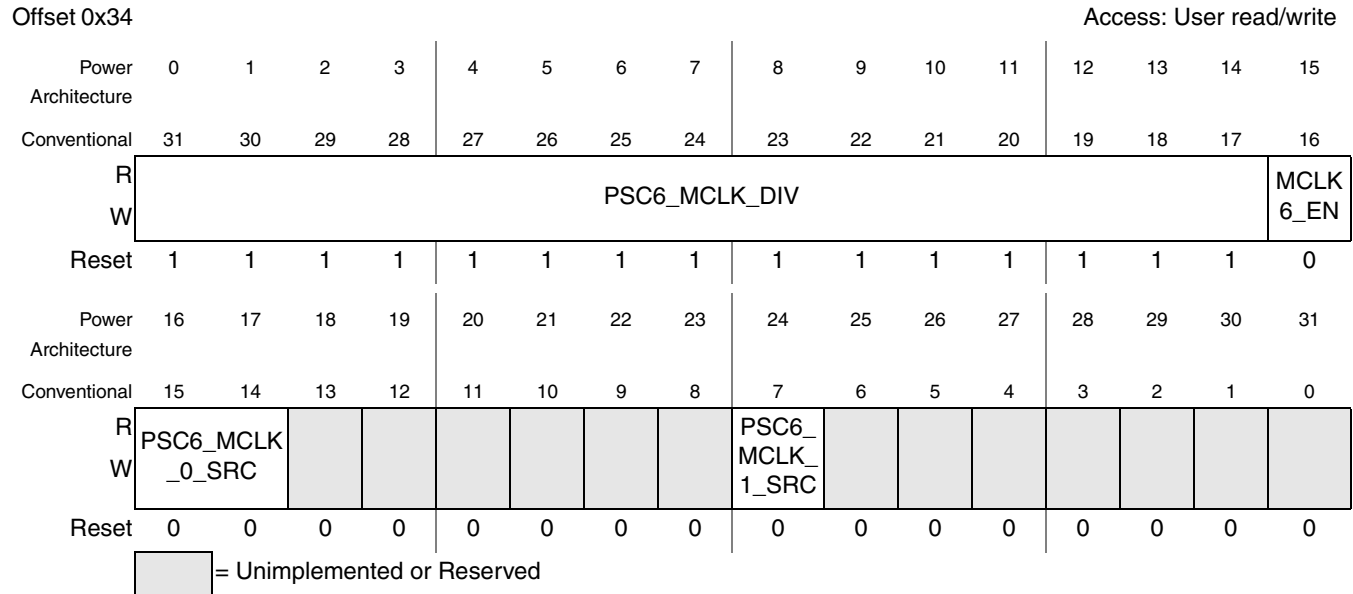 Offset 0x34 Access: User read/write
Power 0 1 2 3 4 5 6 7 8 9 10 11 12 13 14 15
Architecture
Conventional 31 30 29 28 27 26 25 24 23 22 21 20 19 18 17 16
R
PSC6_MCLK_DIV
MCLK
6_EN
W
Reset 1 1 1 1 1 1 1 1 1 1 1 1 1 1 1 0
Power 16 17 18 19 20 21 22 23 24 25 26 27 28 29 30 31
Architecture
Conventional 15 14 13 12 11 10 9 8 7 6 5 4 3 2 1 0
R
PSC6_MCLK
_0_SRC
PSC6_
MCLK_
1_SRC
W
Reset 0 0 0 0 0 0 0 0 0 0 0 0 0 0 0 0
= Unimplemented or Reserved